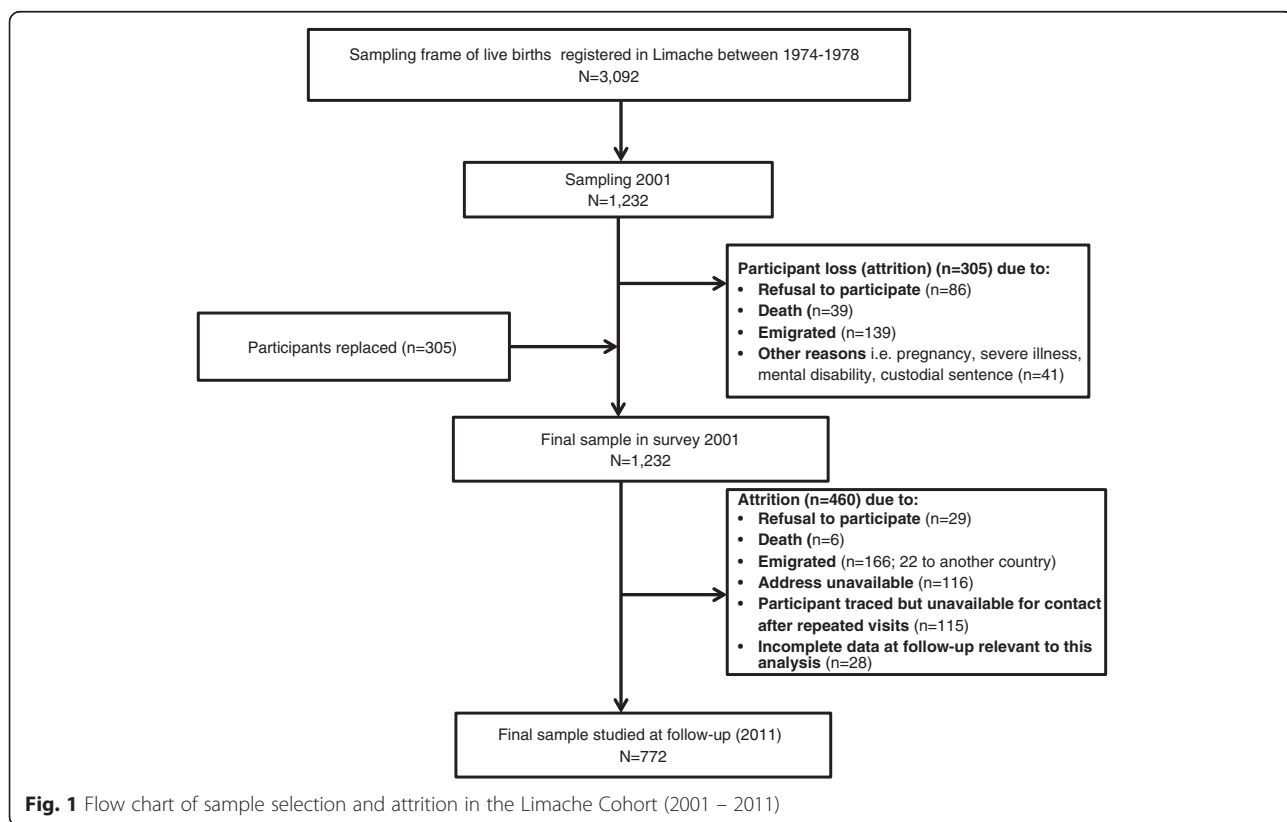 Sampling frame of live births registered in Limache between 1974-1978
N=3,092
Sampling 2001
N=1,232
Participant loss (attrition) (n=305) due to:
• Refusal to participate (n=86)
• Death (n=39)
• Emigrated (n=139)
• Other reasons i.e. pregnancy, severe illness,
mental disability, custodial sentence (n=41)
Participants replaced (n=305)
Final sample in survey 2001
N=1,232
Attrition (n=460) due to:
• Refusal to participate (n=29)
• Death (n=6)
• Emigrated (n=166; 22 to another country)
• Address unavailable (n=116)
• Participant traced but unavailable for contact
after repeated visits (n=115)
• Incomplete data at follow-up relevant to this
analysis (n=28)
Final sample studied at follow-up (2011)
N=772
Fig. 1 Flow chart of sample selection and attrition in the Limache Cohort (2001 – 2011)